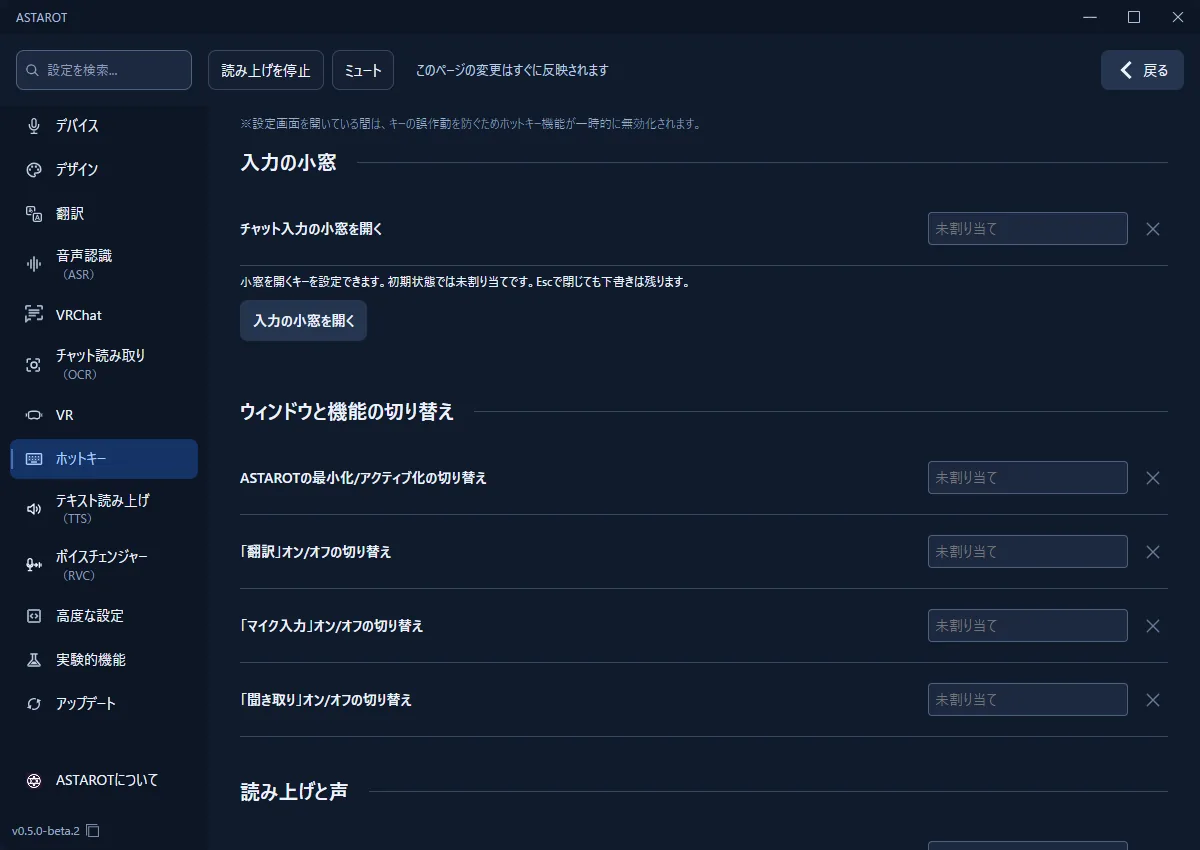 ASTAROT
設定を検索...
読み上げを停止
ミュート
このページの変更はすぐに反映されます
戻る
デバイス
デザイン
翻訳
音声認識
（ASR）
VRChat
チャット読み取り
（OCR）
VR
ホットキー
テキスト読み上げ
（TTS）
ボイスチェンジャー
（RVC）
高度な設定
実験的機能
アップデート
ASTAROTについて
v0.5.0-beta.2
※設定画面を開いている間は、キーの誤作動を防ぐためホットキー機能が一時的に無効化されます。
入力の小窓
チャット入力の小窓を開く
未割り当て
小窓を開くキーを設定できます。初期状態では未割り当てです。Escで閉じても下書きは残ります。
入力の小窓を開く
ウィンドウと機能の切り替え
ASTAROTの最小化/アクティブ化の切り替え
未割り当て
「翻訳」オン/オフの切り替え
未割り当て
「マイク入力」オン/オフの切り替え
未割り当て
「聞き取り」オン/オフの切り替え
未割り当て
読み上げと声